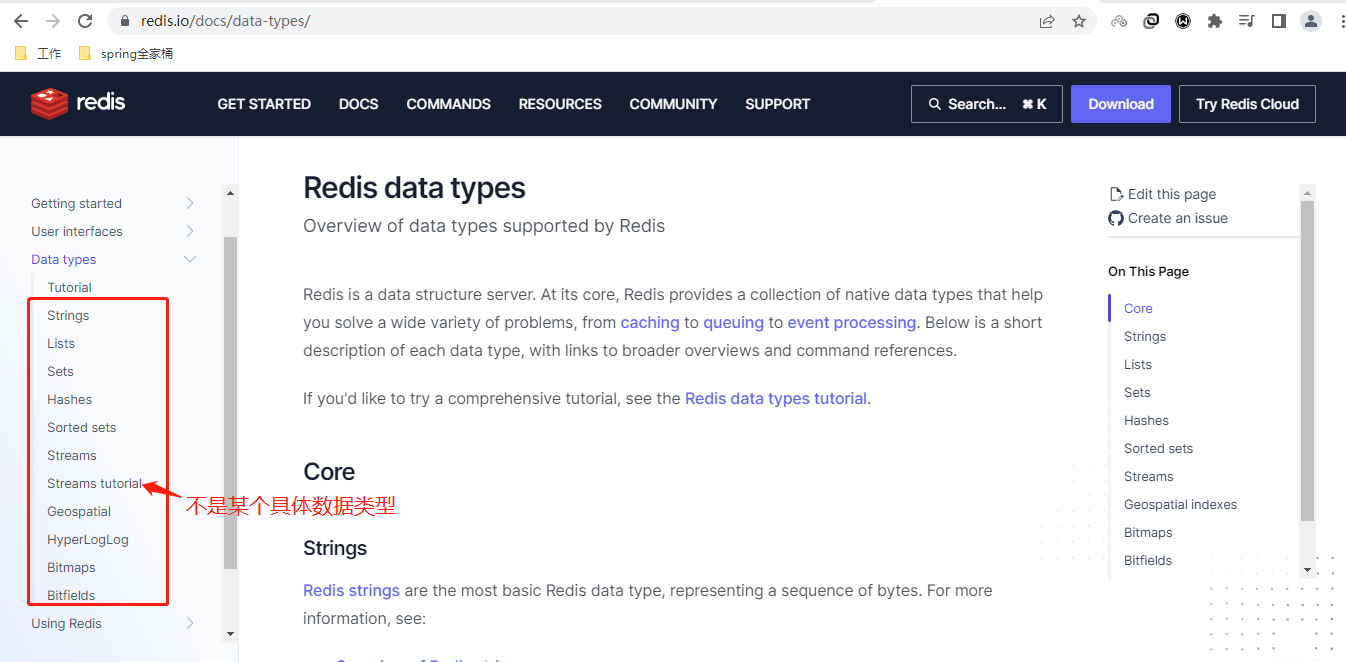 redis.io/docs/data-types/
工作
spring全家桶
redis
GET STARTED
DOCS
COMMANDS
RESOURCES
COMMUNITY
SUPPORT
Search... ⌘ K
Download
Try Redis Cloud
Getting started
User interfaces
Data types
Tutorial
Strings
Lists
Sets
Hashes
Sorted sets
Streams
Streams tutorial
不是某个具体数据类型
Geospatial
HyperLogLog
Bitmaps
Bitfields
Using Redis
Redis data types
Overview of data types supported by Redis
Redis is a data structure server. At its core, Redis provides a collection of native data types that help
you solve a wide variety of problems, from caching to queuing to event processing. Below is a short
description of each data type, with links to broader overviews and command references.
If you'd like to try a comprehensive tutorial, see the Redis data types tutorial.
Core
Strings
Redis strings are the most basic Redis data type, representing a sequence of bytes. For more
information, see:
Edit this page
Create an issue
On This Page
Core
Strings
Lists
Sets
Hashes
Sorted sets
Streams
Geospatial indexes
Bitmaps
Bitfields